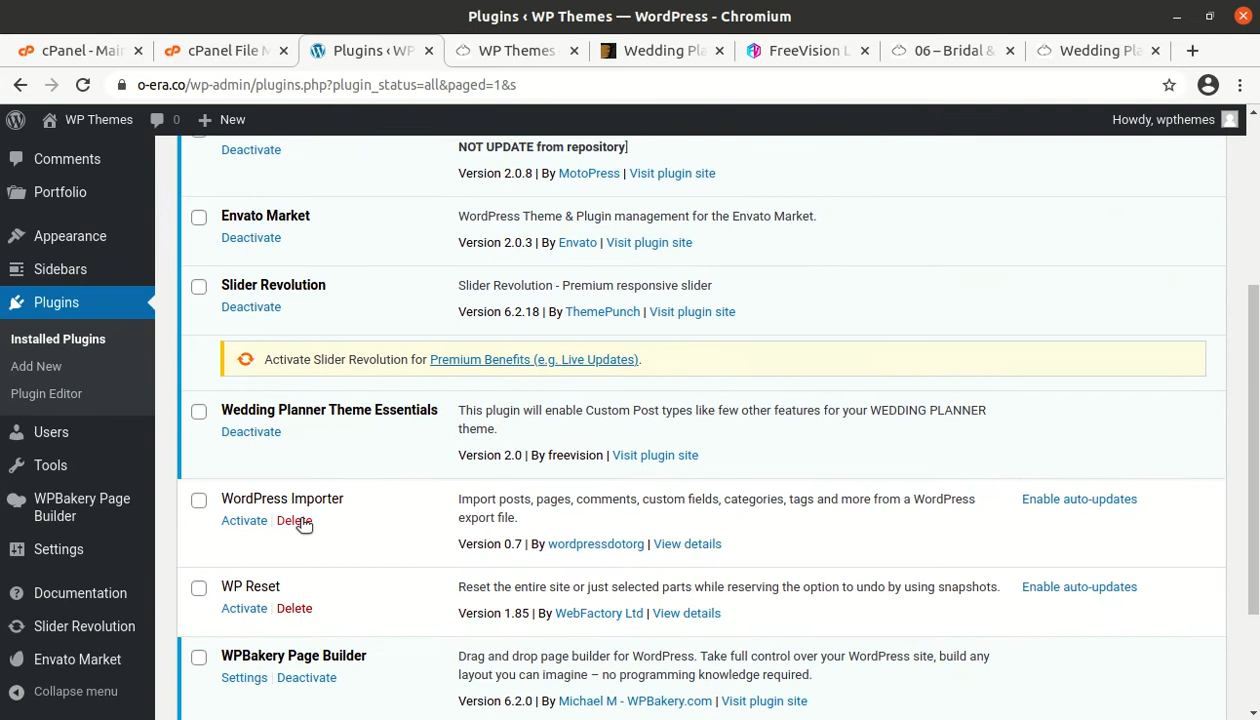 Plugins ‹ WP Themes — WordPress - Chromium
cPanel - Mai
cPanel File M
Plugins ‹ WP
WP Themes
Wedding Pla
FreeVision L
06 – Bridal &
Wedding Pla
o-era.co/wp-admin/plugins.php?plugin_status=all&paged=1&s
WP Themes
0
New
Howdy, wpthemes
Comments
Portfolio
Appearance
Sidebars
Plugins
Installed Plugins
Add New
Plugin Editor
Users
Tools
WPBakery Page
Builder
Settings
Documentation
Slider Revolution
Envato Market
Collapse menu
Deactivate
NOT UPDATE from repository]
Version 2.0.8 | By MotoPress | Visit plugin site
Envato Market
WordPress Theme & Plugin management for the Envato Market.
Deactivate
Version 2.0.3 | By Envato | Visit plugin site
Slider Revolution
Slider Revolution - Premium responsive slider
Deactivate
Version 6.2.18 | By ThemePunch | Visit plugin site
Activate Slider Revolution for Premium Benefits (e.g. Live Updates).
Wedding Planner Theme Essentials
This plugin will enable Custom Post types like few other features for your WEDDING PLANNER
theme.
Deactivate
Version 2.0 | By freevision | Visit plugin site
WordPress Importer
Import posts, pages, comments, custom fields, categories, tags and more from a WordPress
export file.
Enable auto-updates
Activate | Delete
Version 0.7 | By wordpressdotorg | View details
WP Reset
Reset the entire site or just selected parts while reserving the option to undo by using snapshots.
Enable auto-updates
Activate | Delete
Version 1.85 | By WebFactory Ltd | View details
WPBakery Page Builder
Drag and drop page builder for WordPress. Take full control over your WordPress site, build any
layout you can imagine – no programming knowledge required.
Settings | Deactivate
Version 6.2.0 | By Michael M - WPBakery.com | Visit plugin site